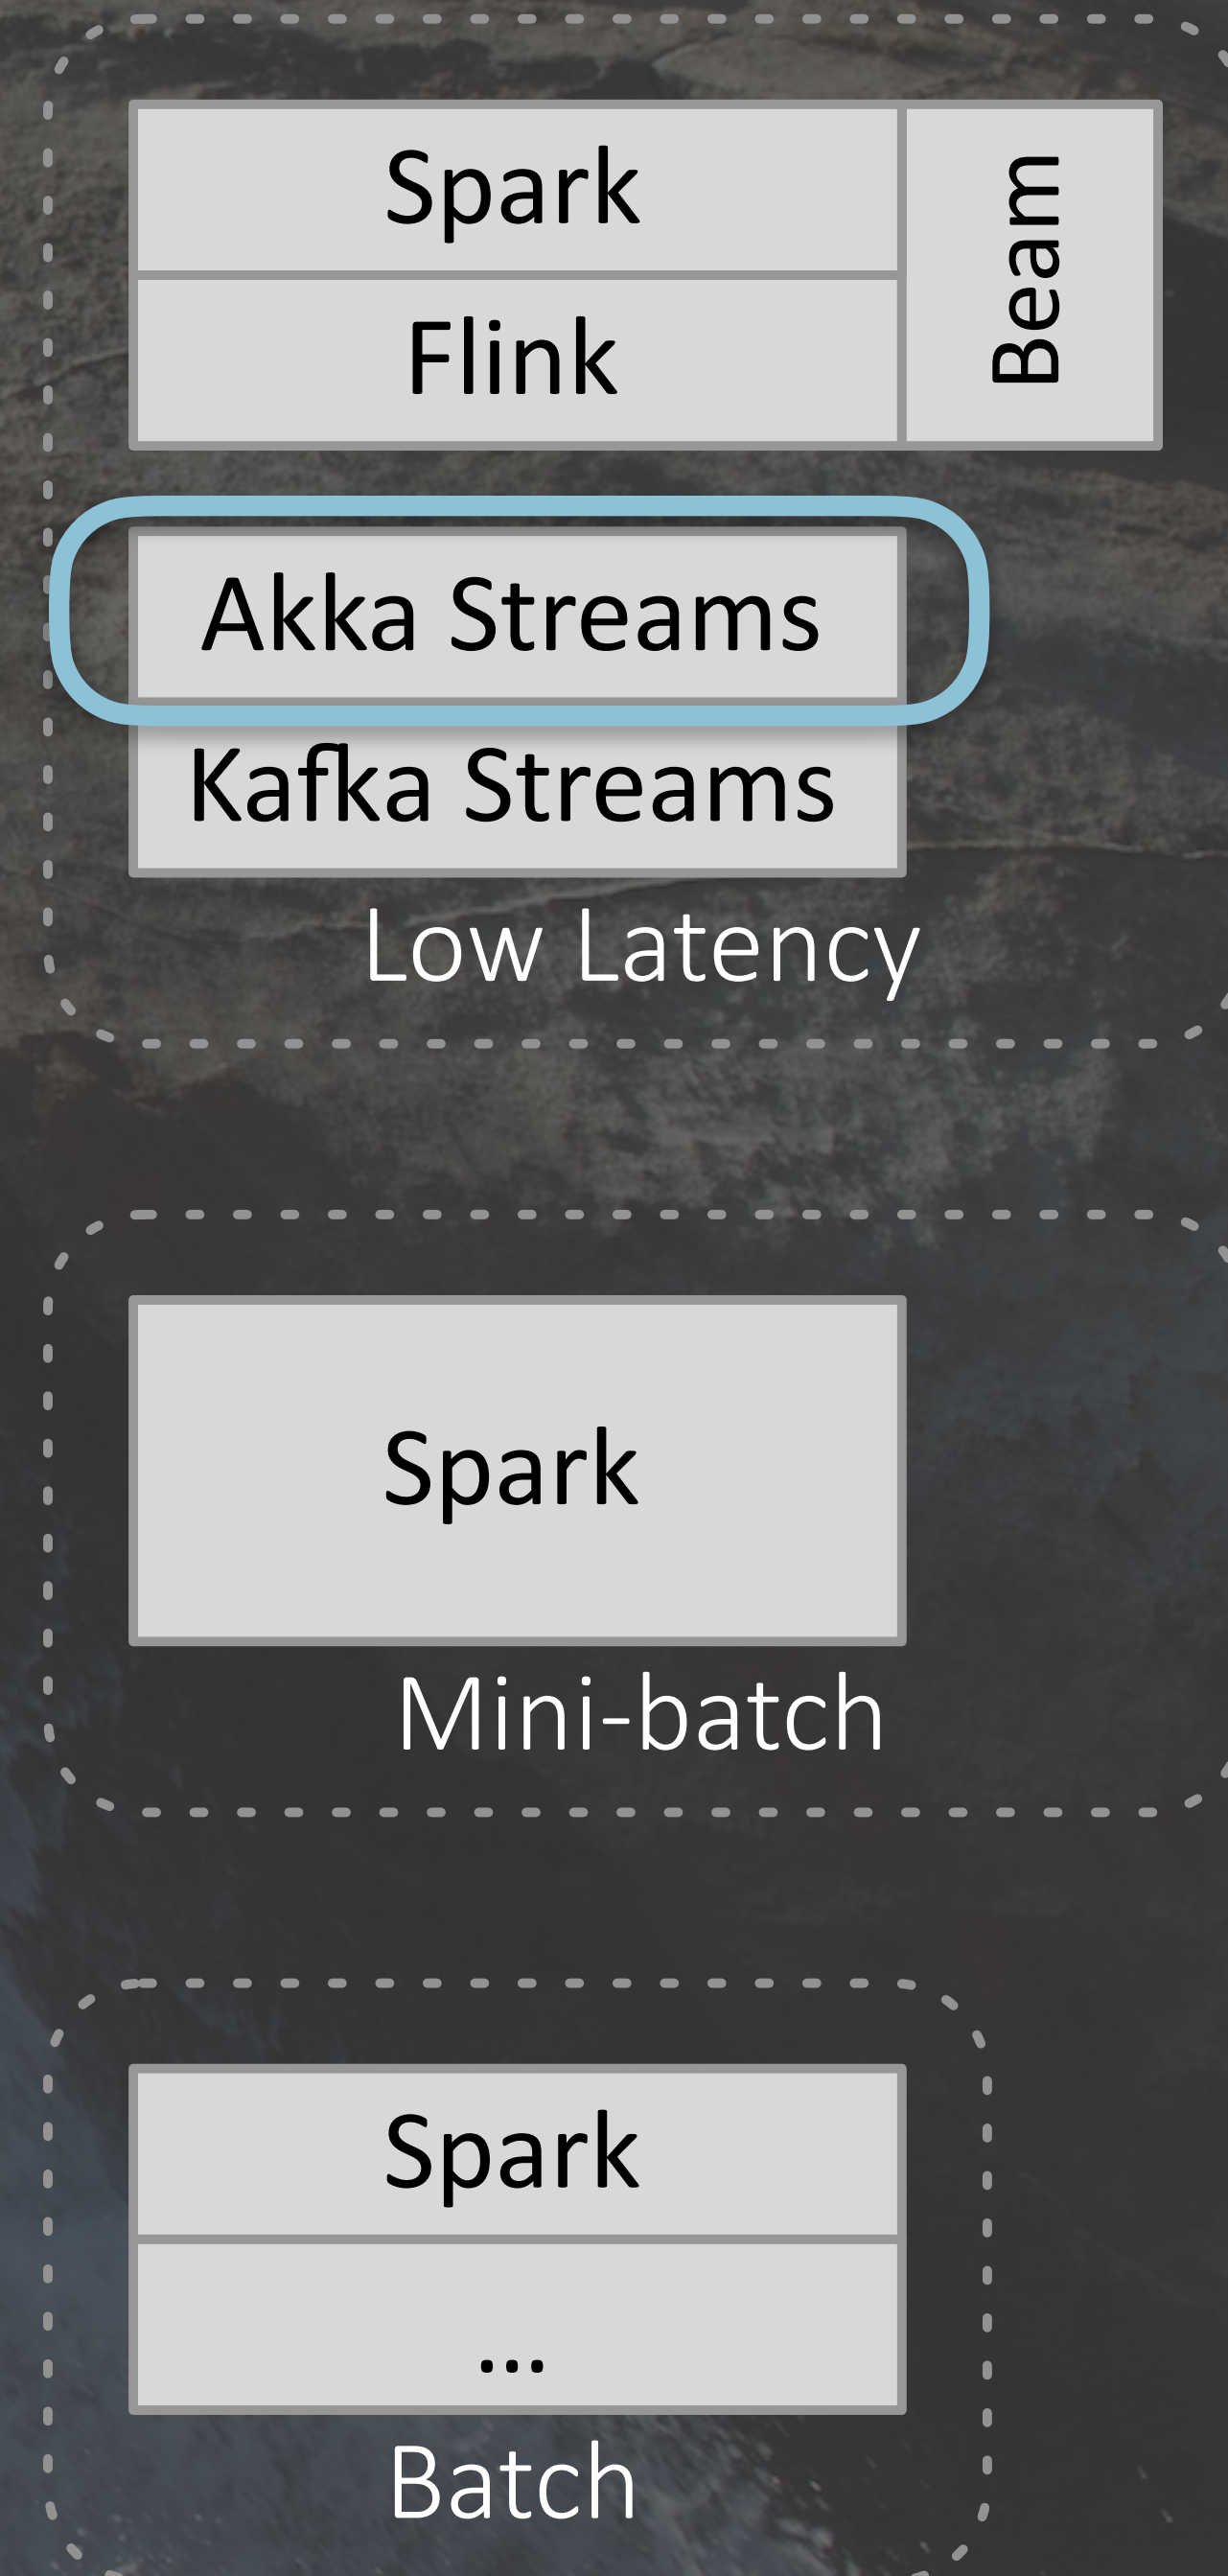 Spark
Beam
Flink
Akka Streams
Kafka Streams
Low Latency
Spark
Mini-batch
Spark
...
Batch